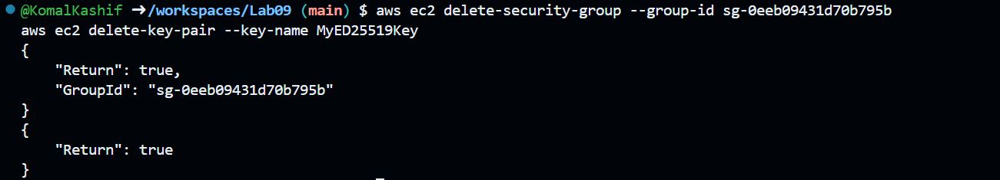 @KomalKashif ➜/workspaces/Lab09 (main) $ aws ec2 delete-security-group --group-id sg-0eeb09431d70b795b
aws ec2 delete-key-pair --key-name MyED25519Key
{
    "Return": true,
    "GroupId": "sg-0eeb09431d70b795b"
}
{
    "Return": true
}